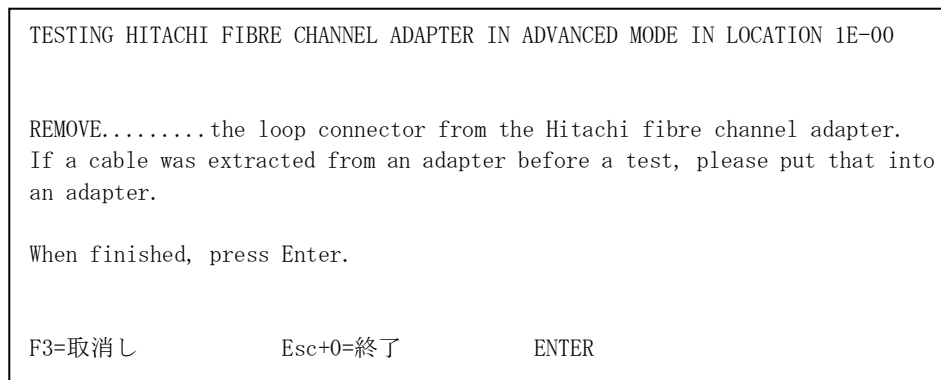 TESTING HITACHI FIBRE CHANNEL ADAPTER IN ADVANCED MODE IN LOCATION 1E-00
REMOVE.........the loop connector from the Hitachi fibre channel adapter.
If a cable was extracted from an adapter before a test, please put that into
an adapter.
When finished, press Enter.
F3=取消し Esc+0=終了 ENTER